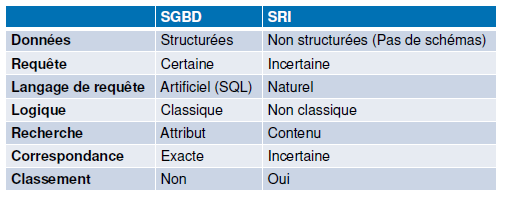 SGBD SRI
Données Structurées Non structurées (Pas de schémas)
Requête Certaine Incertaine
Langage de requête Artificiel (SQL) Naturel
Logique Classique Non classique
Recherche Attribut Contenu
Correspondance Exacte Incertaine
Classement Non Oui